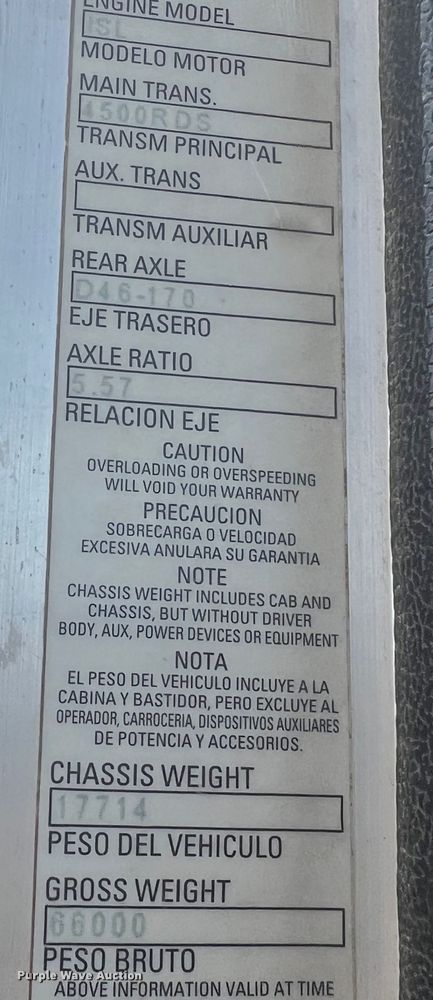 ENGINE MODEL
ISL
MODELO MOTOR
MAIN TRANS.
4500RDS
TRANSM PRINCIPAL
AUX. TRANS
TRANSM AUXILIAR
REAR AXLE
D46-170
EJE TRASERO
AXLE RATIO
5.57
RELACION EJE
CAUTION
OVERLOADING OR OVERSPEEDING
WILL VOID YOUR WARRANTY
PRECAUCION
SOBRECARGA O VELOCIDAD
EXCESIVA ANULARA SU GARANTIA
NOTE
CHASSIS WEIGHT INCLUDES CAB AND
CHASSIS, BUT WITHOUT DRIVER
BODY, AUX, POWER DEVICES OR EQUIPMENT
NOTA
EL PESO DEL VEHICULO INCLUYE A LA
CABINA Y BASTIDOR, PERO EXCLUYE AL
OPERADOR, CARROCERIA, DISPOSITIVOS AUXILIARES
DE POTENCIA Y ACCESORIOS.
CHASSIS WEIGHT
17714
PESO DEL VEHICULO
GROSS WEIGHT
66000
PESO BRUTO
Purple Wave Auction
ABOVE INFORMATION VALID AT TIME